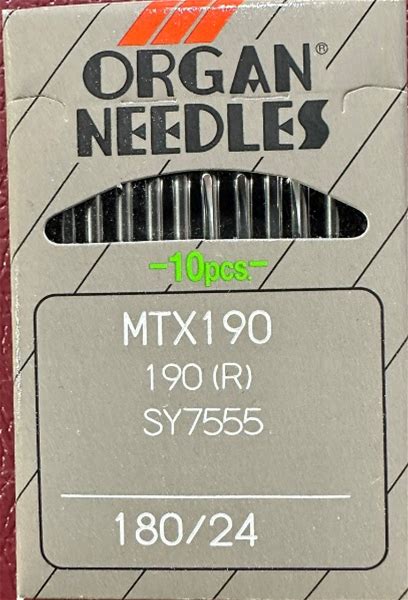 ORGAN®
NEEDLES
-10pcs.-
MTX190
190 (R)
SY7555
180/24